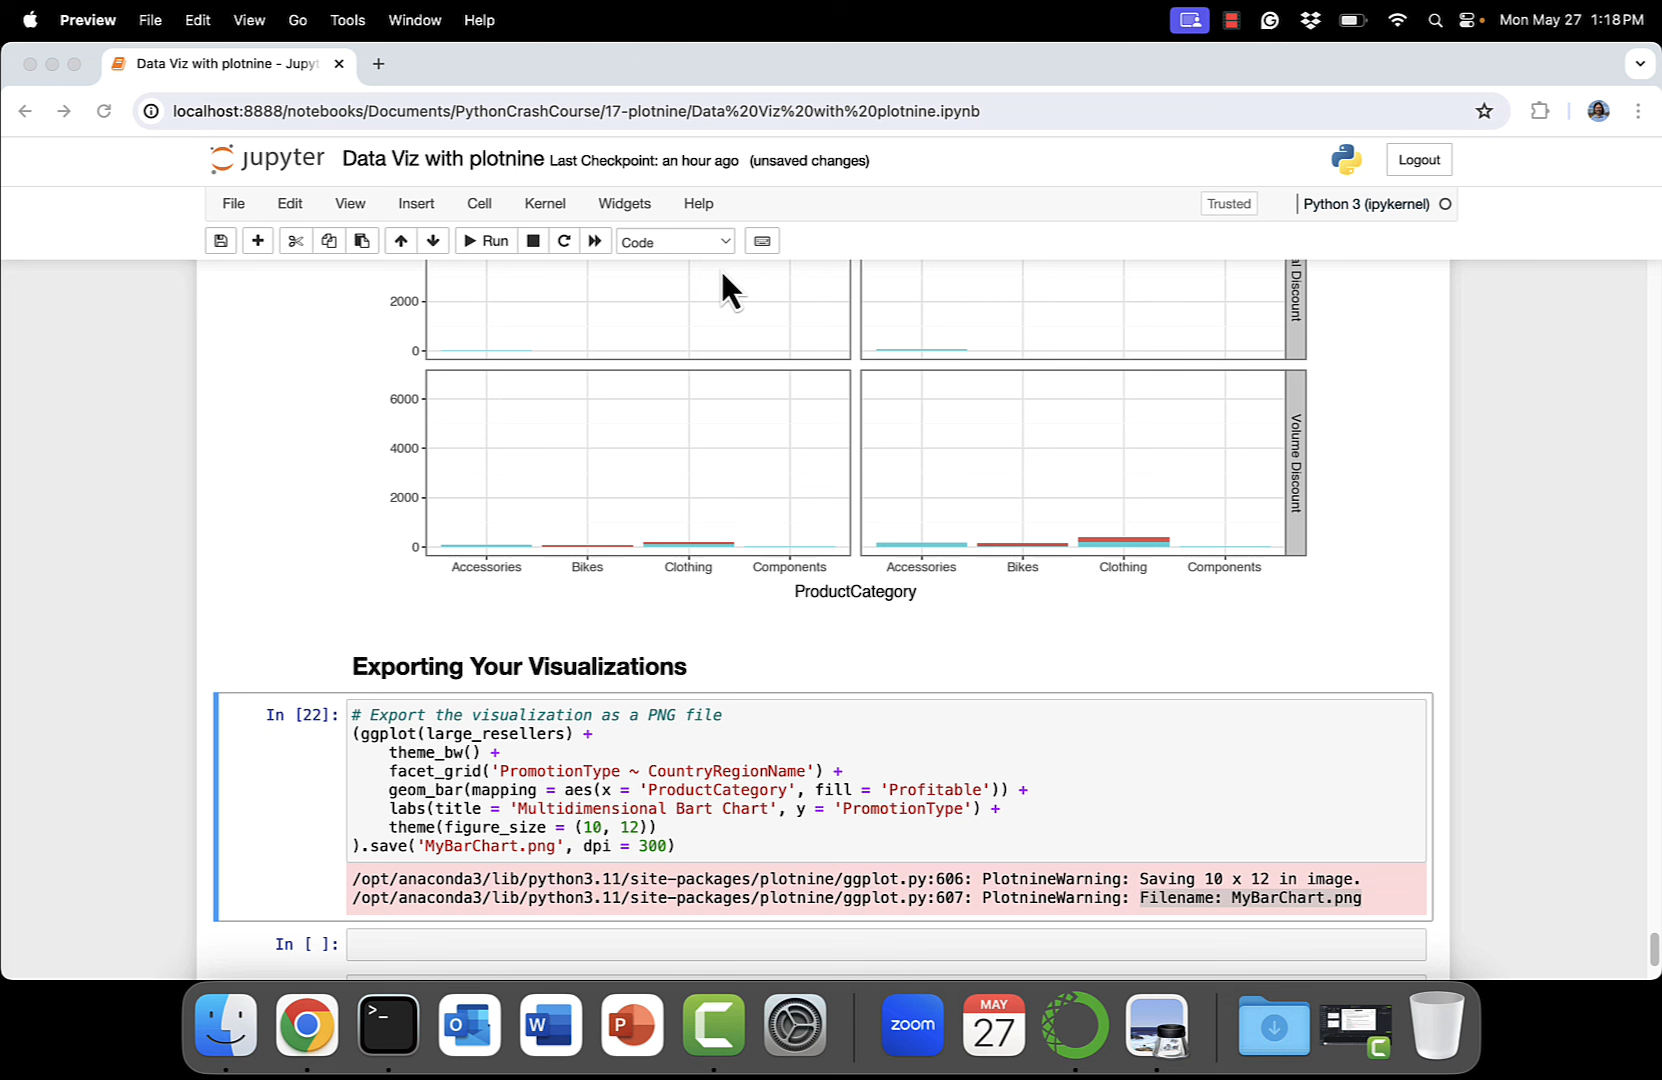 Preview File Edit View Go Tools Window Help Mon May 27 1:18 PM
Data Viz with plotnine - Jupyt
localhost:8888/notebooks/Documents/PythonCrashCourse/17-plotnine/Data%20Viz%20with%20plotnine.ipynb
jupyter Data Viz with plotnine Last Checkpoint: an hour ago (unsaved changes) Logout
File Edit View Insert Cell Kernel Widgets Help Trusted Python 3 (ipykernel)
Run Code
2000
0
al Discount
6000
4000
2000
0
Volume Discount
Accessories Bikes Clothing Components Accessories Bikes Clothing Components
ProductCategory
Exporting Your Visualizations
In [22]: # Export the visualization as a PNG file
(ggplot(large_resellers) +
theme_bw() +
facet_grid('PromotionType ~ CountryRegionName') +
geom_bar(mapping = aes(x = 'ProductCategory', fill = 'Profitable')) +
labs(title = 'Multidimensional Bart Chart', y = 'PromotionType') +
theme(figure_size = (10, 12))
).save('MyBarChart.png', dpi = 300)
/opt/anaconda3/lib/python3.11/site-packages/plotnine/ggplot.py:606: PlotnineWarning: Saving 10 x 12 in image.
/opt/anaconda3/lib/python3.11/site-packages/plotnine/ggplot.py:607: PlotnineWarning: Filename: MyBarChart.png
In [ ]:
>_ O W P C zoom MAY C
27